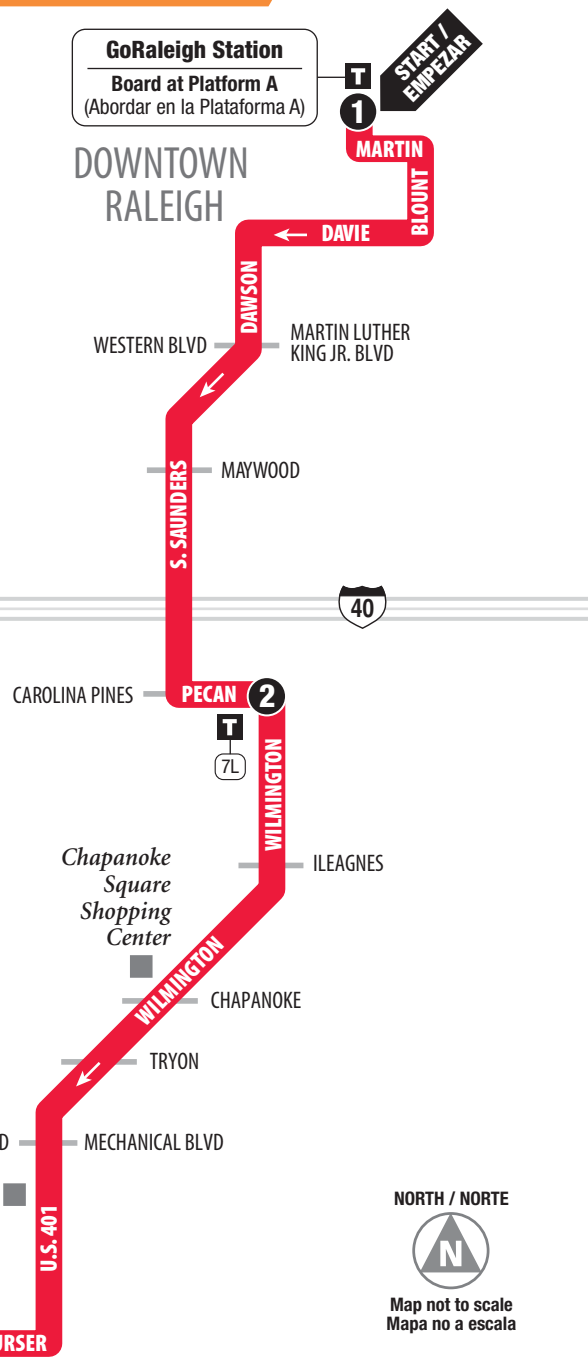 GoRaleigh Station
Board at Platform A
(Abordar en la Plataforma A)
T
START /
EMPEZAR
1
MARTIN
DOWNTOWN
RALEIGH
BLOUNT
DAVIE
DAWSON
WESTERN BLVD
MARTIN LUTHER
KING JR. BLVD
MAYWOOD
S. SAUNDERS
40
CAROLINA PINES
PECAN
2
T
7L
WILMINGTON
ILEAGNES
Chapanoke
Square
Shopping
Center
WILMINGTON
CHAPANOKE
TRYON
D
MECHANICAL BLVD
U.S. 401
URSER
NORTH / NORTE
N
Map not to scale
Mapa no a escala